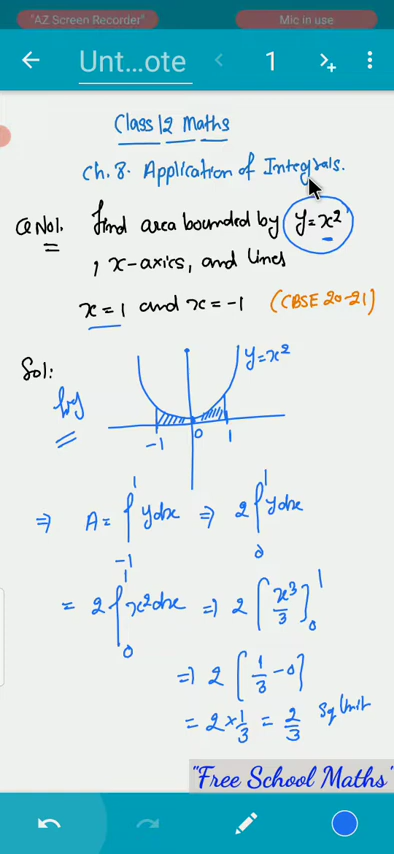 "AZ Screen Recorder"
Mic in use
Unt…ote
1
Class 12 Maths
Ch. 8. Application of Integrals.
Q No1. Find area bounded by y=x²
, x-axics, and lines
x = 1 and x = -1 (CBSE 20-21)
Sol:
y=x²
-1 0 1
⇒ A = ∫₋₁¹ ydx ⇒ 2∫₀¹ ydx
= 2∫₀¹ x²dx ⇒ 2[x³/3]₀¹
⇒ 2[1/3 - 0]
= 2×1/3 = 2/3 Sq Unit
"Free School Maths"